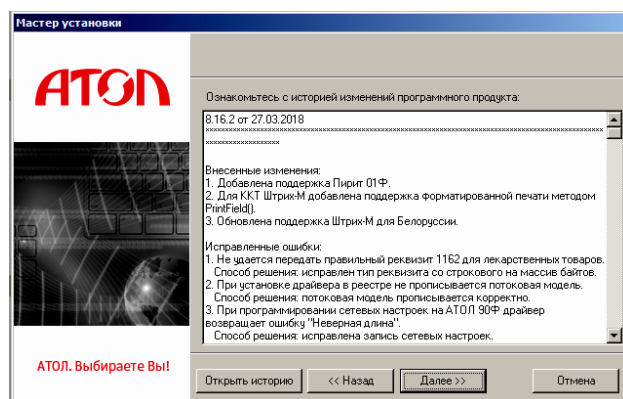 Мастер установки
АТОЛ
Ознакомьтесь с историей изменений программного продукта:
8.16.2 от 27.03.2018
Внесенные изменения:
1. Добавлена поддержка Пирит 01Ф.
2. Для ККТ Штрих-М добавлена поддержка форматированной печати методом
PrintField().
3. Обновлена поддержка Штрих-М для Белоруссии.
Исправленные ошибки:
1. Не удается передать правильный реквизит 1162 для лекарственных товаров.
Способ решения: исправлен тип реквизита со строкового на массив байтов.
2. При установке драйвера в реестре не прописывается потоковая модель.
Способ решения: потоковая модель прописывается корректно.
3. При программировании сетевых настроек на АТОЛ 90Ф драйвер
возвращает ошибку "Неверная длина".
Способ решения: исправлена запись сетевых настроек.
АТОЛ. Выбираете Вы!
Открыть историю
<< Назад
Далее >>
Отмена